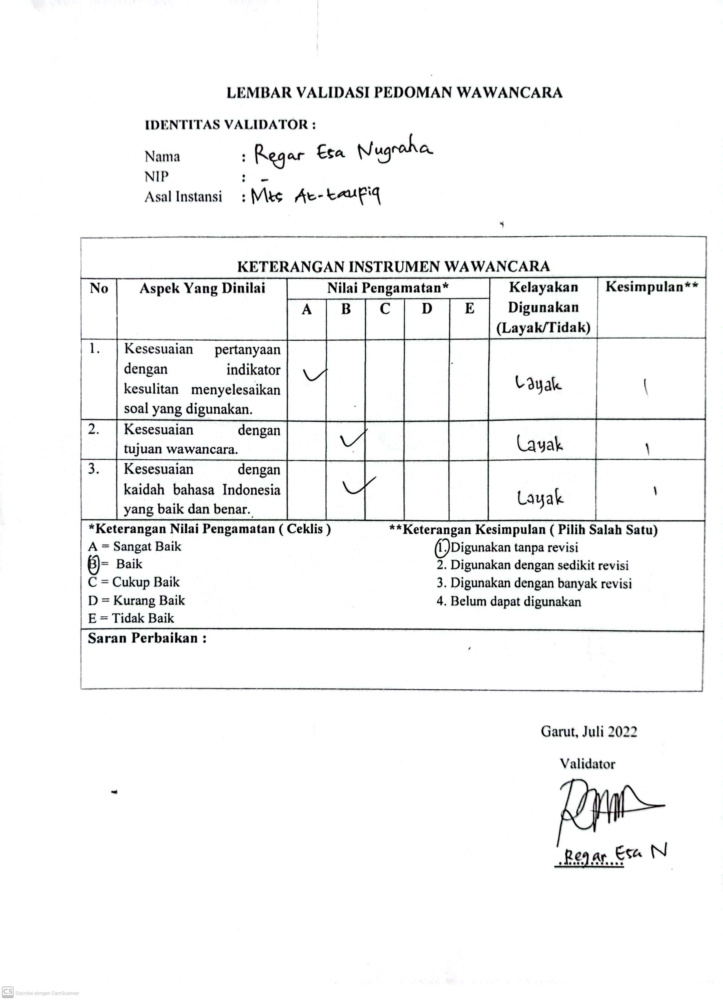 LEMBAR VALIDASI PEDOMAN WAWANCARA
IDENTITAS VALIDATOR :
Nama : Regar Esa Nugraha
NIP : -
Asal Instansi : Mts At-taufiq
KETERANGAN INSTRUMEN WAWANCARA
No Aspek Yang Dinilai Nilai Pengamatan* Kelayakan Digunakan (Layak/Tidak) Kesimpulan**
A B C D E
1. Kesesuaian pertanyaan
dengan indikator
kesulitan menyelesaikan
soal yang digunakan.
✓ Layak 1
2. Kesesuaian dengan
tujuan wawancara.
✓ Layak 1
3. Kesesuaian dengan
kaidah bahasa Indonesia
yang baik dan benar.
✓ Layak 1
*Keterangan Nilai Pengamatan ( Ceklis )
A = Sangat Baik
B = Baik
C = Cukup Baik
D = Kurang Baik
E = Tidak Baik
**Keterangan Kesimpulan ( Pilih Salah Satu)
1. Digunakan tanpa revisi
2. Digunakan dengan sedikit revisi
3. Digunakan dengan banyak revisi
4. Belum dapat digunakan
Saran Perbaikan :
Garut, Juli 2022
Validator
Regar Esa N
CS Dipindai dengan CamScanner